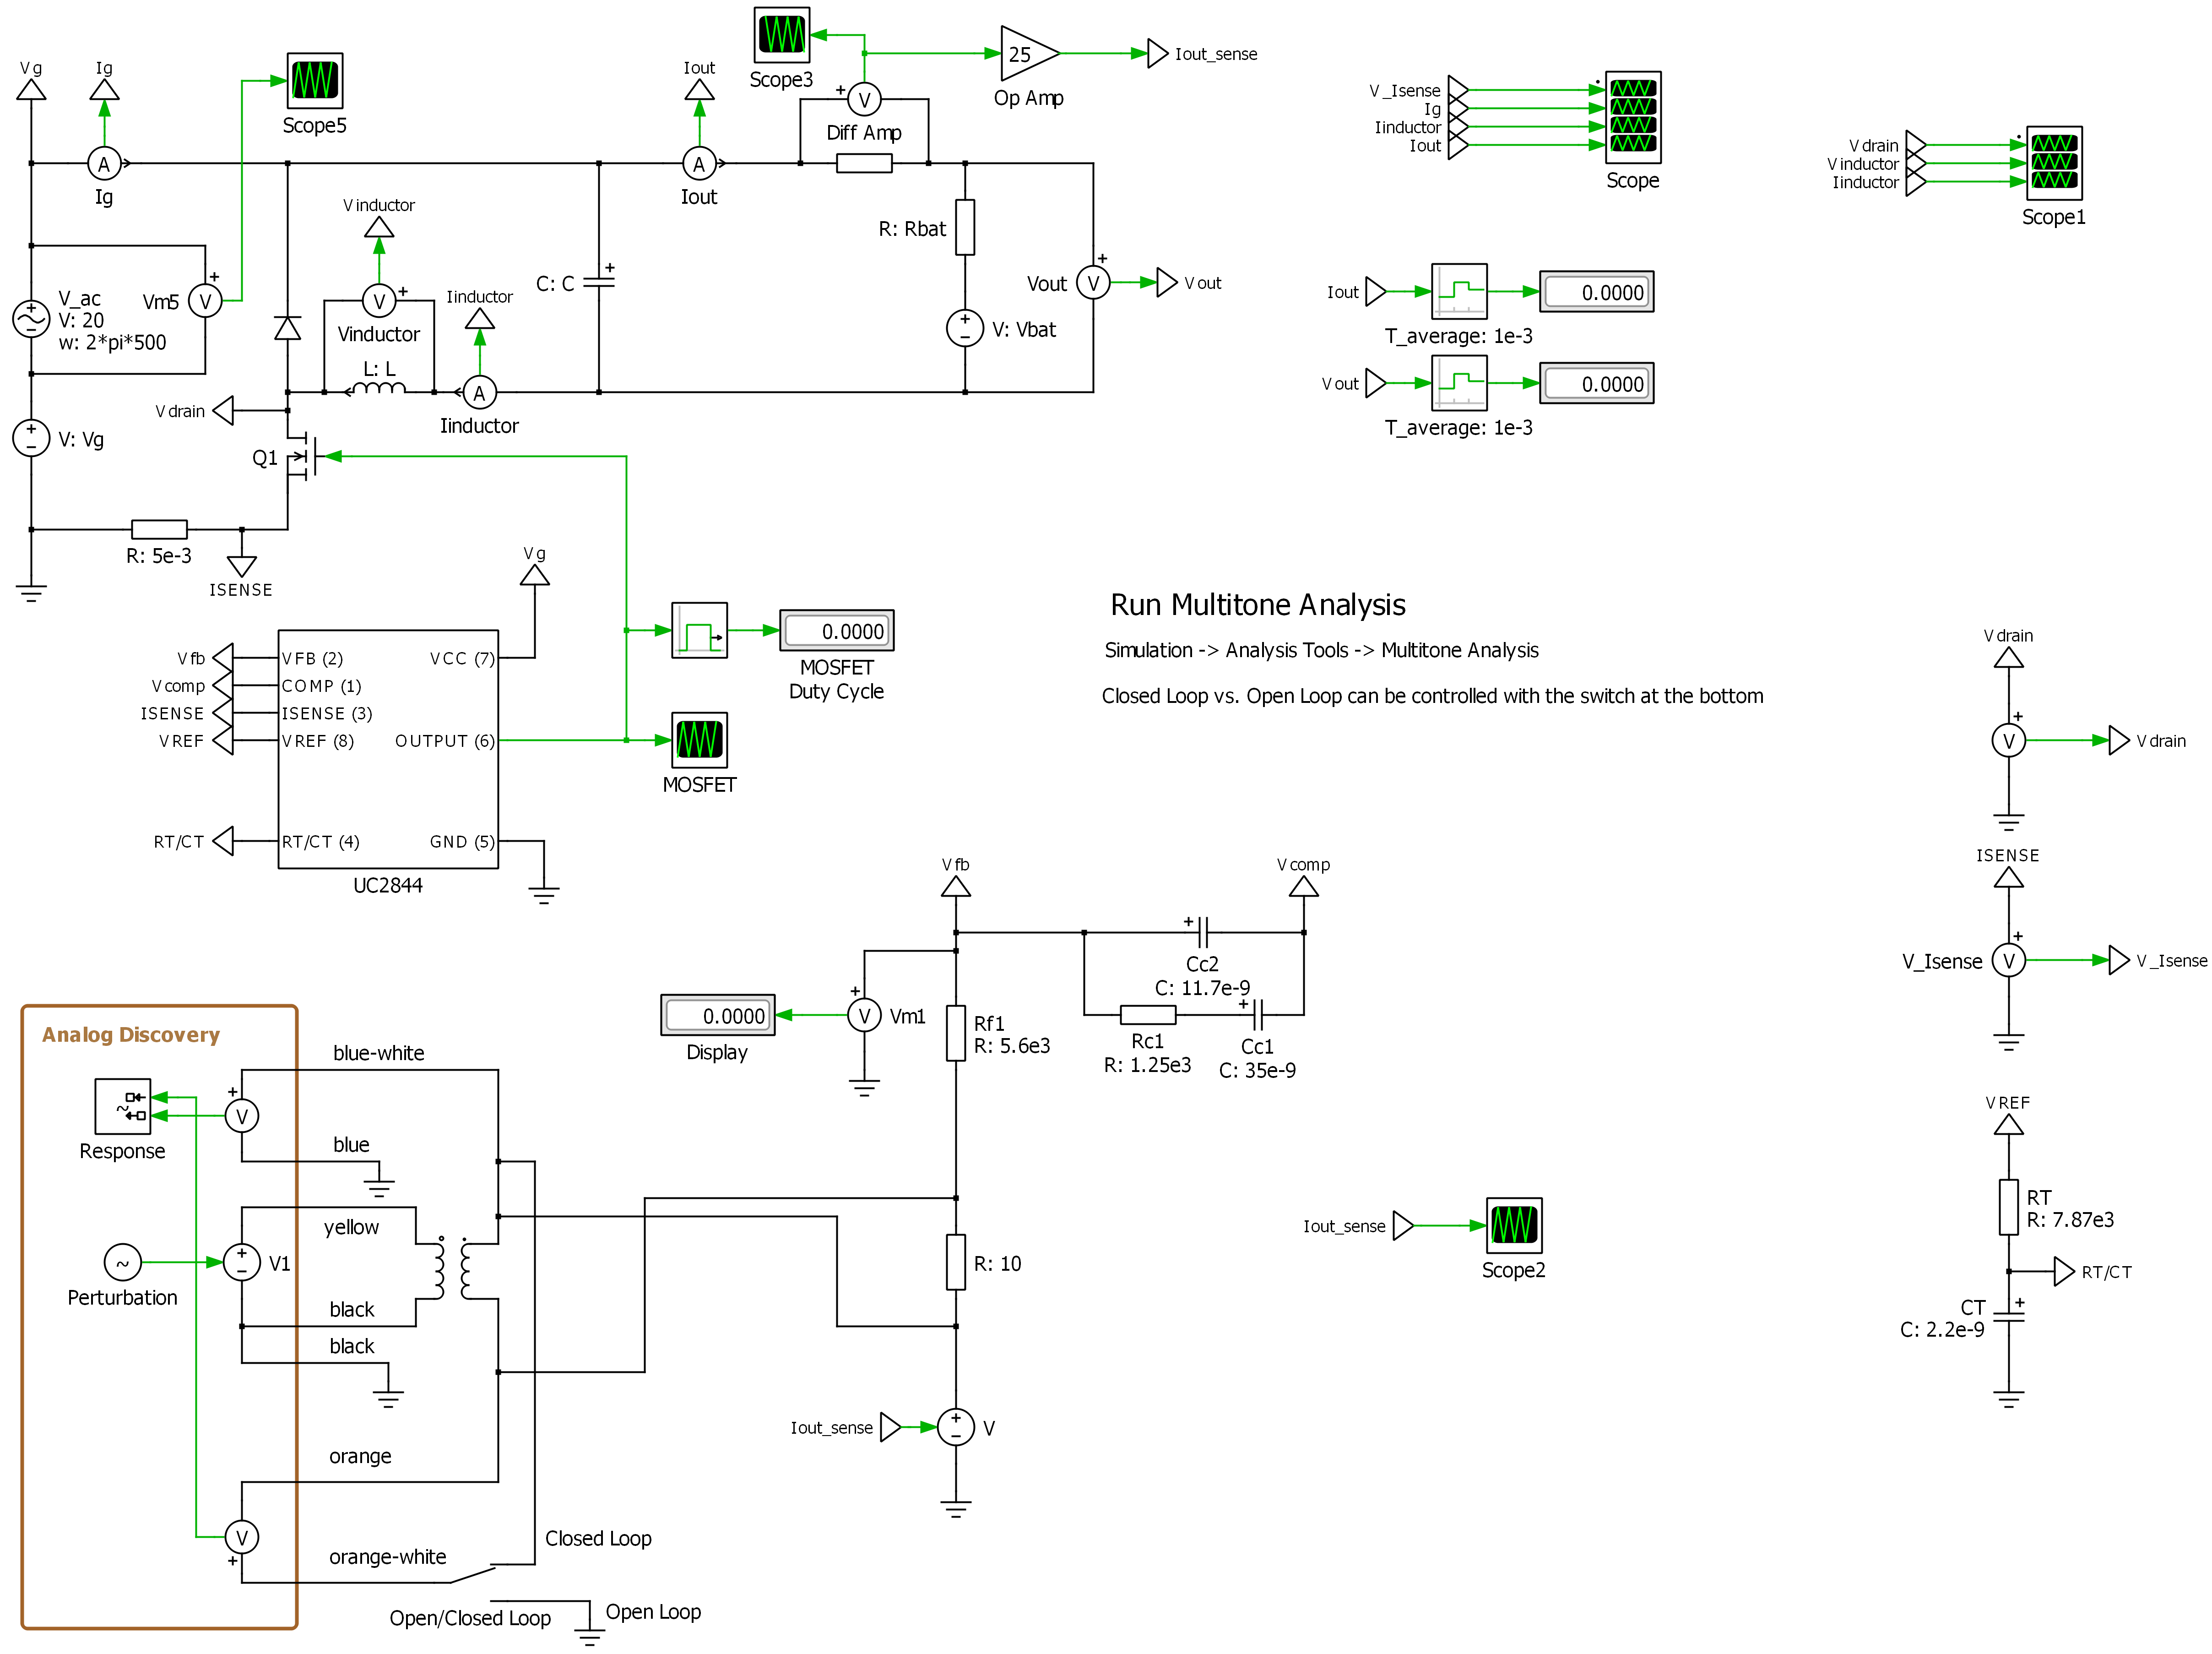 Vg
Ig
Scope5
A
Ig
Iout
A
Iout
Scope3
V
Diff Amp
25
Op Amp
Iout_sense
V_Isense
Ig
Iinductor
Iout
Scope
Vdrain
Vinductor
Iinductor
Scope1
V_ac
V: 20
w: 2*pi*500
Vm5
V
Vinductor
V
Vinductor
L: L
Iinductor
A
Iinductor
C: C
R: Rbat
V: Vbat
Vout
V
Vout
Iout
0.0000
T_average: 1e-3
Vout
0.0000
T_average: 1e-3
Vdrain
V: Vg
Q1
R: 5e-3
ISENSE
Vg
Vfb
VFB (2)
VCC (7)
Vcomp
COMP (1)
ISENSE
ISENSE (3)
VREF
VREF (8)
OUTPUT (6)
RT/CT
RT/CT (4)
GND (5)
UC2844
0.0000
MOSFET
Duty Cycle
MOSFET
Run Multitone Analysis
Simulation -> Analysis Tools -> Multitone Analysis
Closed Loop vs. Open Loop can be controlled with the switch at the bottom
Vdrain
V
Vdrain
ISENSE
V_Isense
V
V_Isense
VREF
RT
R: 7.87e3
RT/CT
CT
C: 2.2e-9
Vfb
Vcomp
Cc2
C: 11.7e-9
Rc1
R: 1.25e3
Cc1
C: 35e-9
0.0000
Display
V
Vm1
Rf1
R: 5.6e3
R: 10
Iout_sense
V
Iout_sense
Scope2
Analog Discovery
blue-white
V
Response
blue
yellow
V1
Perturbation
black
black
orange
V
orange-white
Closed Loop
Open/Closed Loop
Open Loop